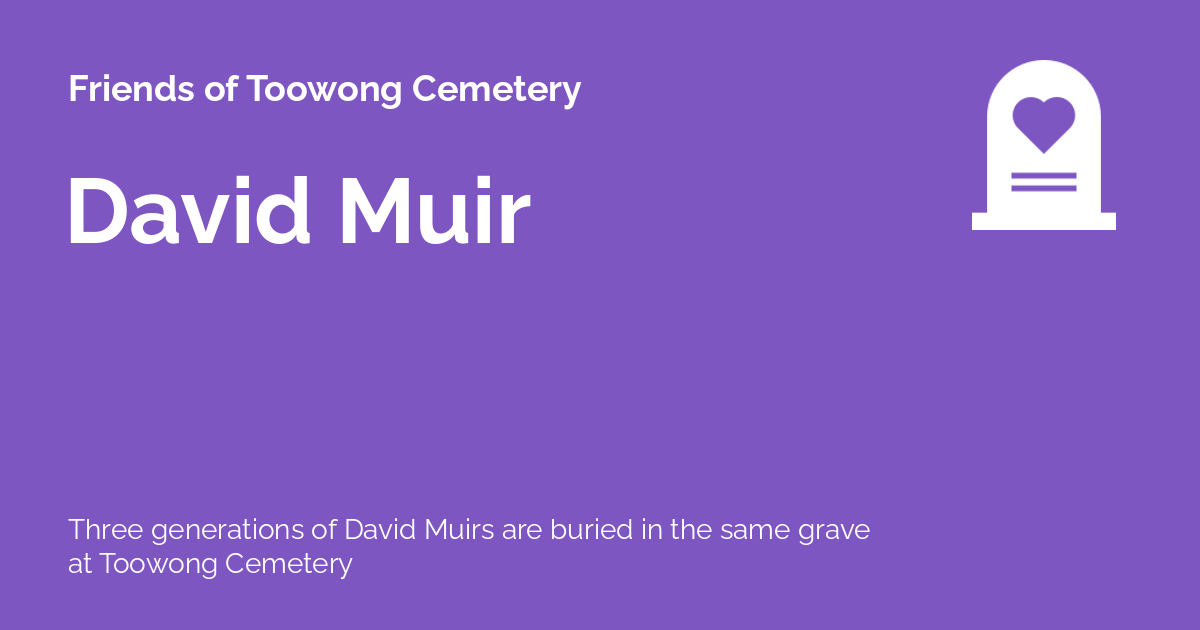 Friends of Toowong Cemetery
David Muir
Three generations of David Muirs are buried in the same grave
at Toowong Cemetery